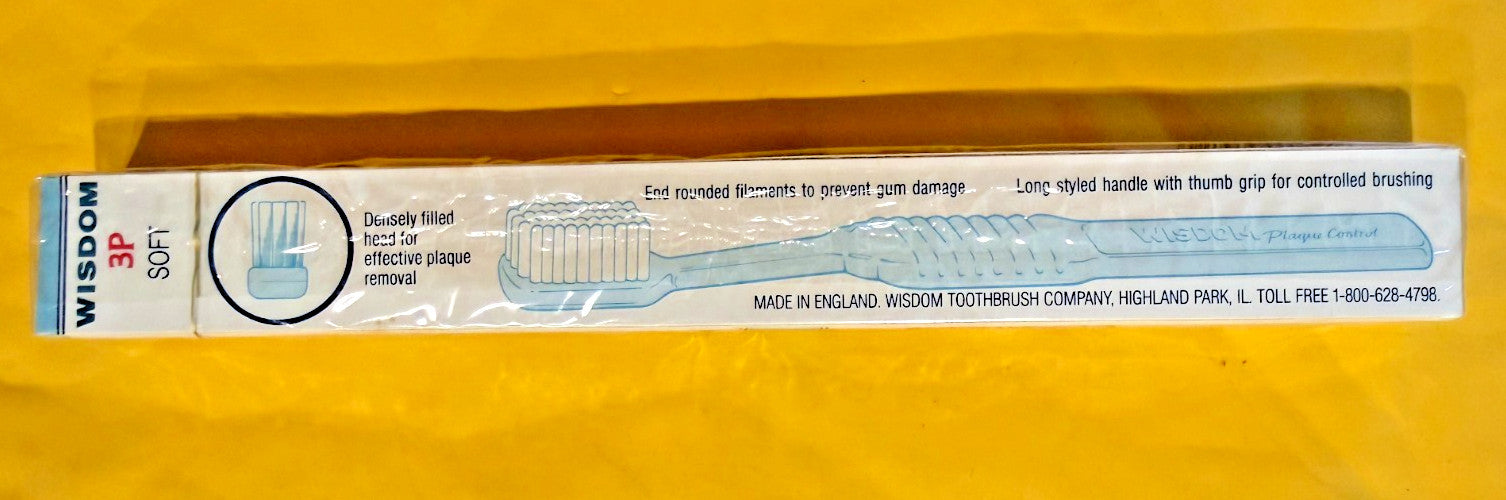 WISDOM
3P
SOFT
Densely filled
head for
effective plaque
removal
End rounded filaments to prevent gum damage
Long styled handle with thumb grip for controlled brushing
WISDOM Plaque Control
MADE IN ENGLAND. WISDOM TOOTHBRUSH COMPANY, HIGHLAND PARK, IL. TOLL FREE 1-800-628-4798.